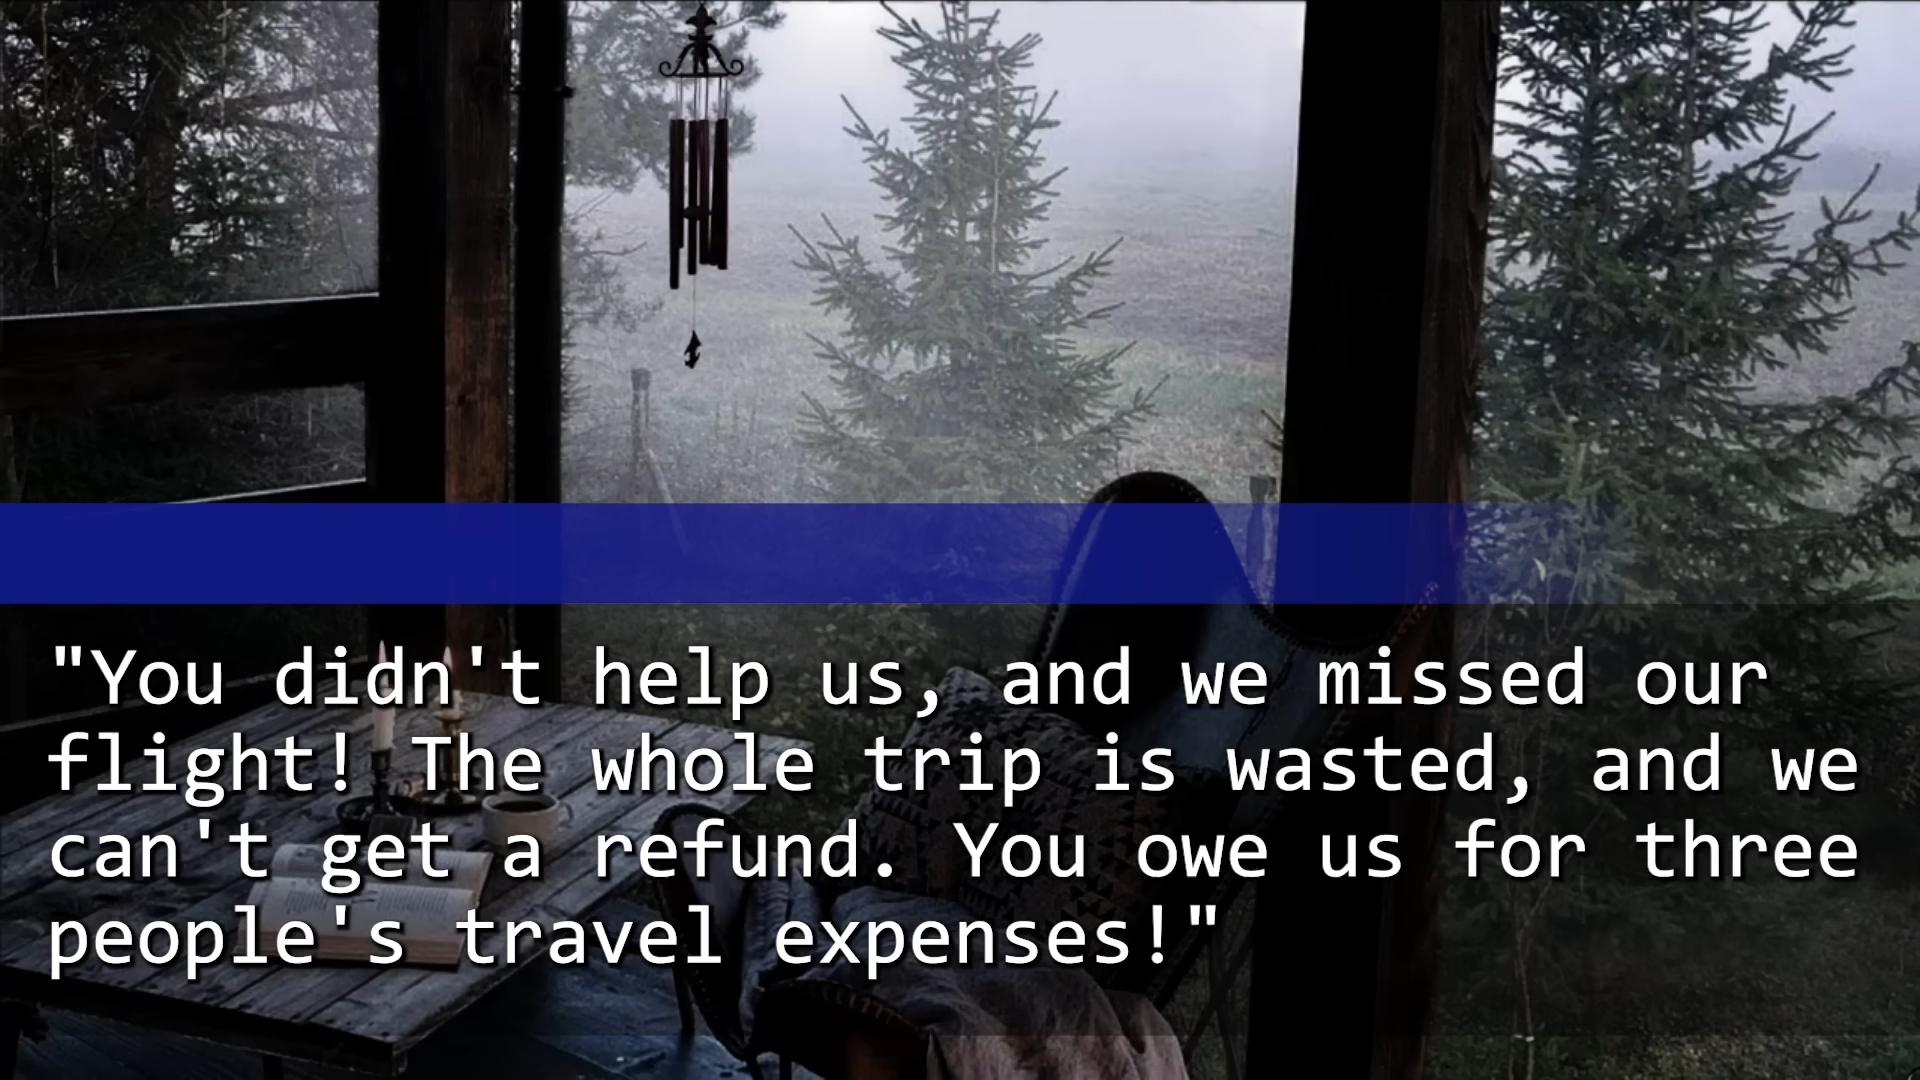 "You didn't help us, and we missed our
flight! The whole trip is wasted, and we
can't get a refund. You owe us for three
people's travel expenses!"